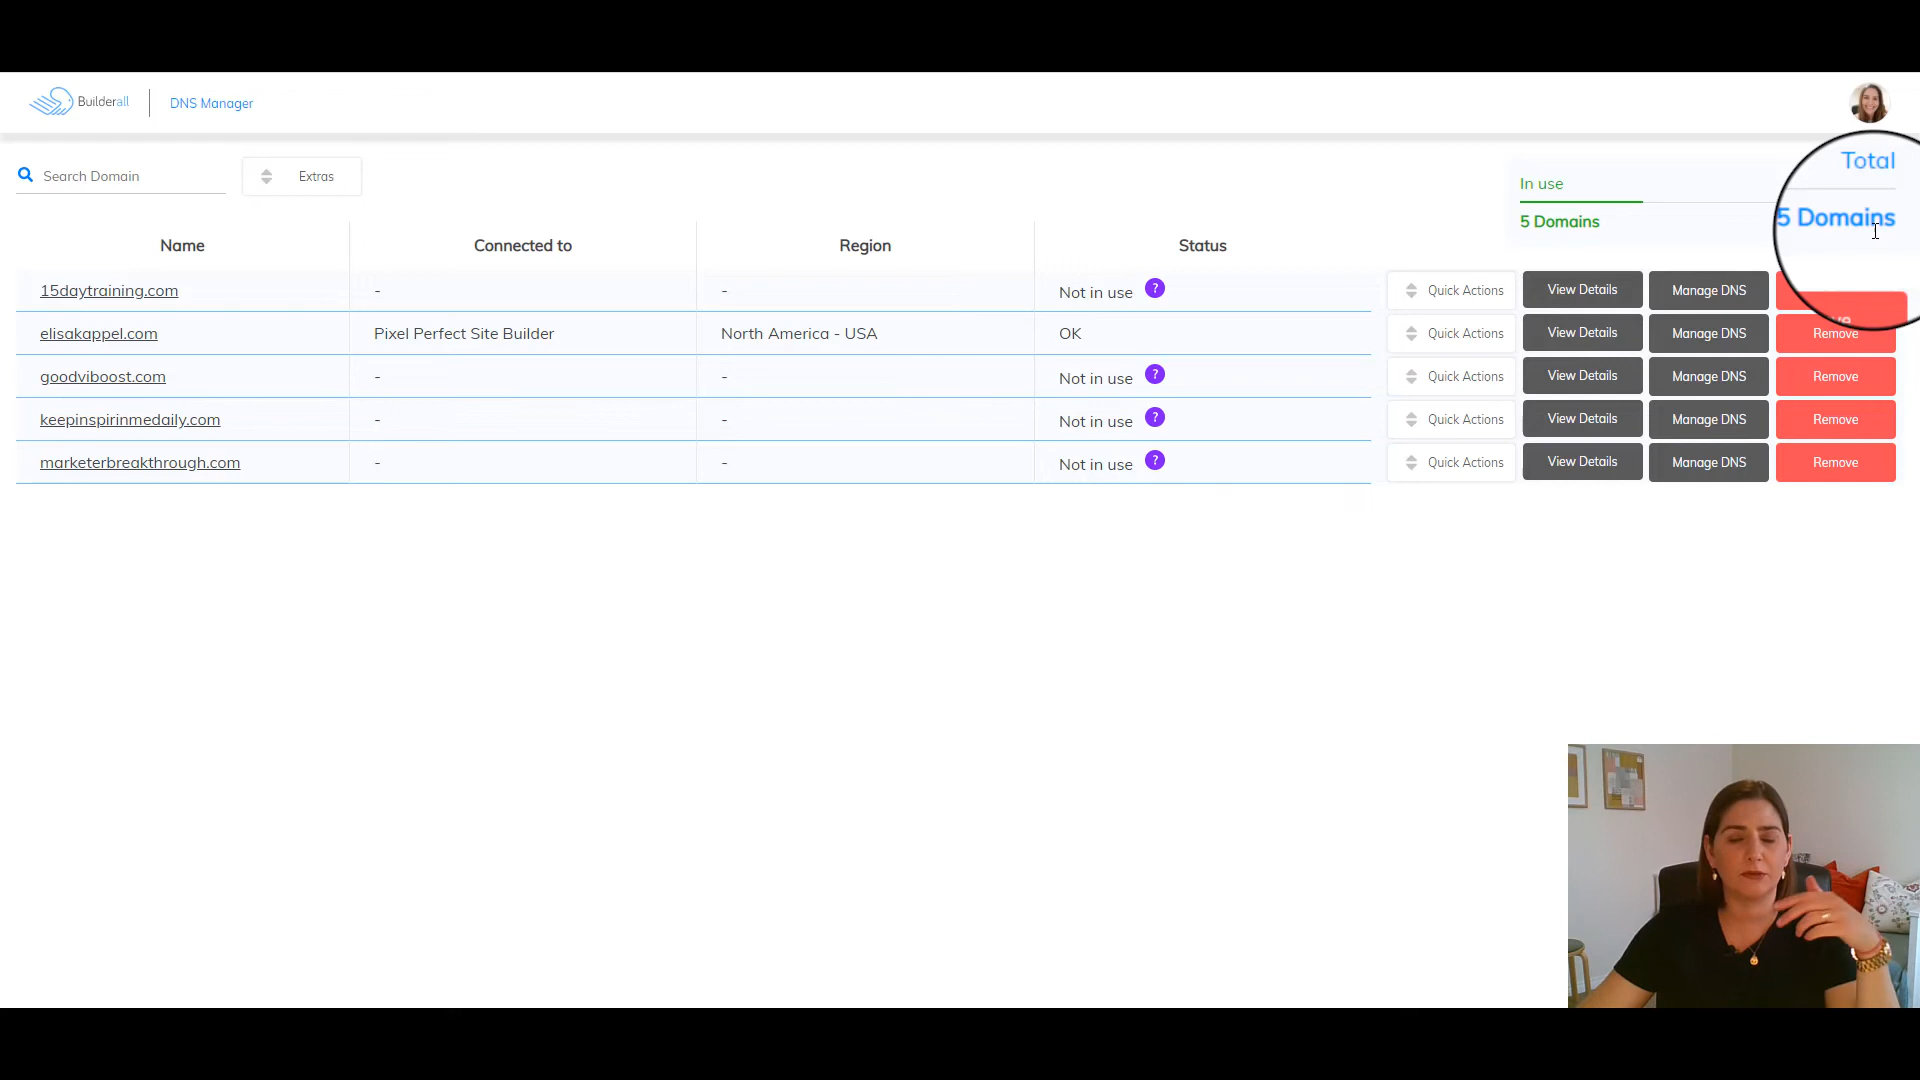 Builderall
DNS Manager
Search Domain
Extras
In use
Total
5 Domains
5 Domains
Name
Connected to
Region
Status
15daytraining.com
-
-
Not in use ?
Quick Actions
View Details
Manage DNS
elisakappel.com
Pixel Perfect Site Builder
North America - USA
OK
Quick Actions
View Details
Manage DNS
Remove
goodviboost.com
-
-
Not in use ?
Quick Actions
View Details
Manage DNS
Remove
keepinspirinmedaily.com
-
-
Not in use ?
Quick Actions
View Details
Manage DNS
Remove
marketerbreakthrough.com
-
-
Not in use ?
Quick Actions
View Details
Manage DNS
Remove